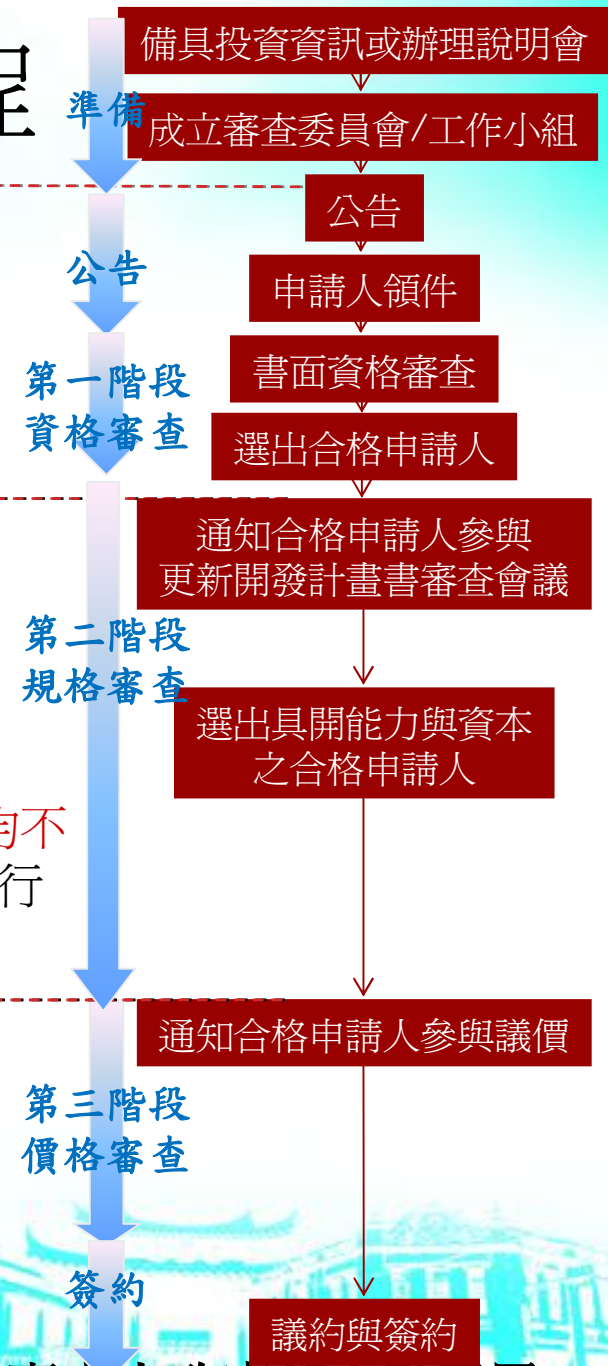 程
備具投資資訊或辦理說明會
準備
成立審查委員會/工作小組
公告
公告
申請人領件
第一階段
資格審查
書面資格審查
選出合格申請人
通知合格申請人參與
更新開發計畫書審查會議
第二階段
規格審查
選出具開能力與資本
之合格申請人
均不
行
通知合格申請人參與議價
第三階段
價格審查
簽約
議約與簽約